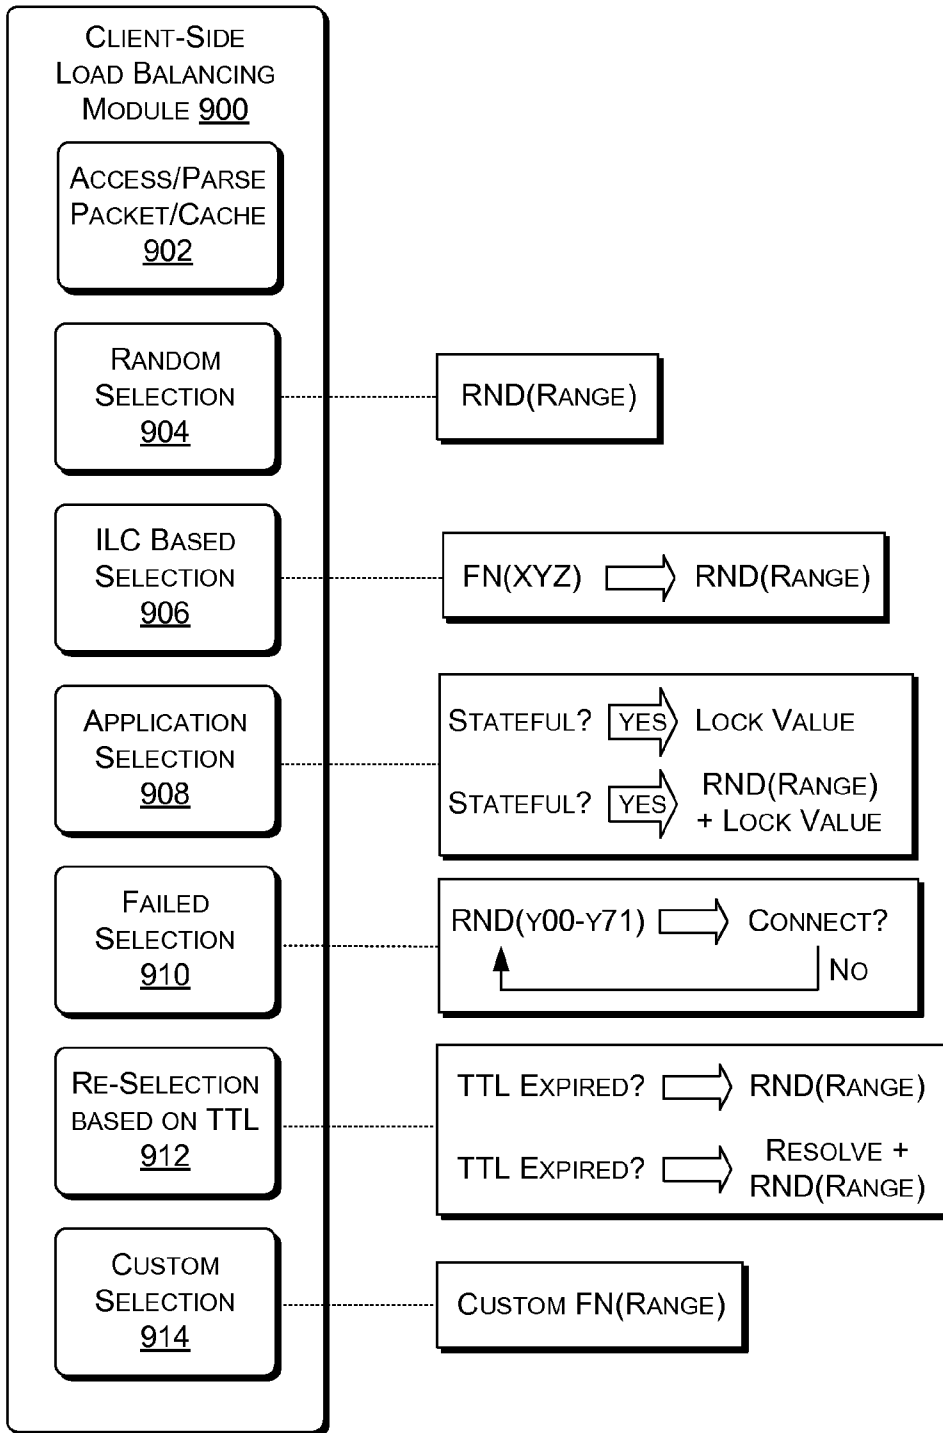 CLIENT-SIDE
LOAD BALANCING
MODULE 900
ACCESS/PARSE
PACKET/CACHE
902
RANDOM
SELECTION
904
RND(RANGE)
ILC BASED
SELECTION
906
FN(XYZ) RND(RANGE)
APPLICATION
SELECTION
908
STATEFUL? YES LOCK VALUE
STATEFUL? YES RND(RANGE)
+ LOCK VALUE
FAILED
SELECTION
910
RND(Y00-Y71) CONNECT?
NO
RE-SELECTION
BASED ON TTL
912
TTL EXPIRED? RND(RANGE)
TTL EXPIRED? RESOLVE +
RND(RANGE)
CUSTOM
SELECTION
914
CUSTOM FN(RANGE)